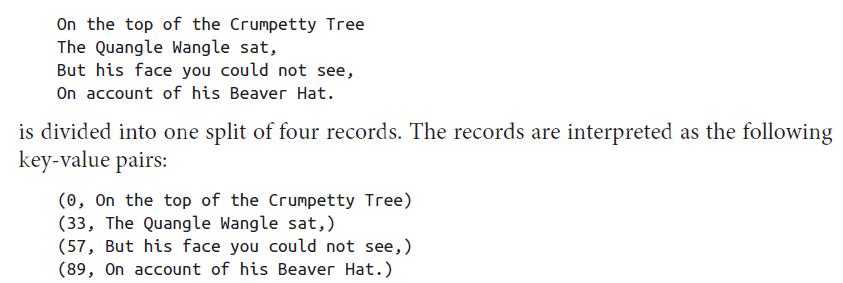 On the top of the Crumpetty Tree
The Quangle Wangle sat,
But his face you could not see,
On account of his Beaver Hat.
is divided into one split of four records. The records are interpreted as the following
key-value pairs:
(0, On the top of the Crumpetty Tree)
(33, The Quangle Wangle sat,)
(57, But his face you could not see,)
(89, On account of his Beaver Hat.)